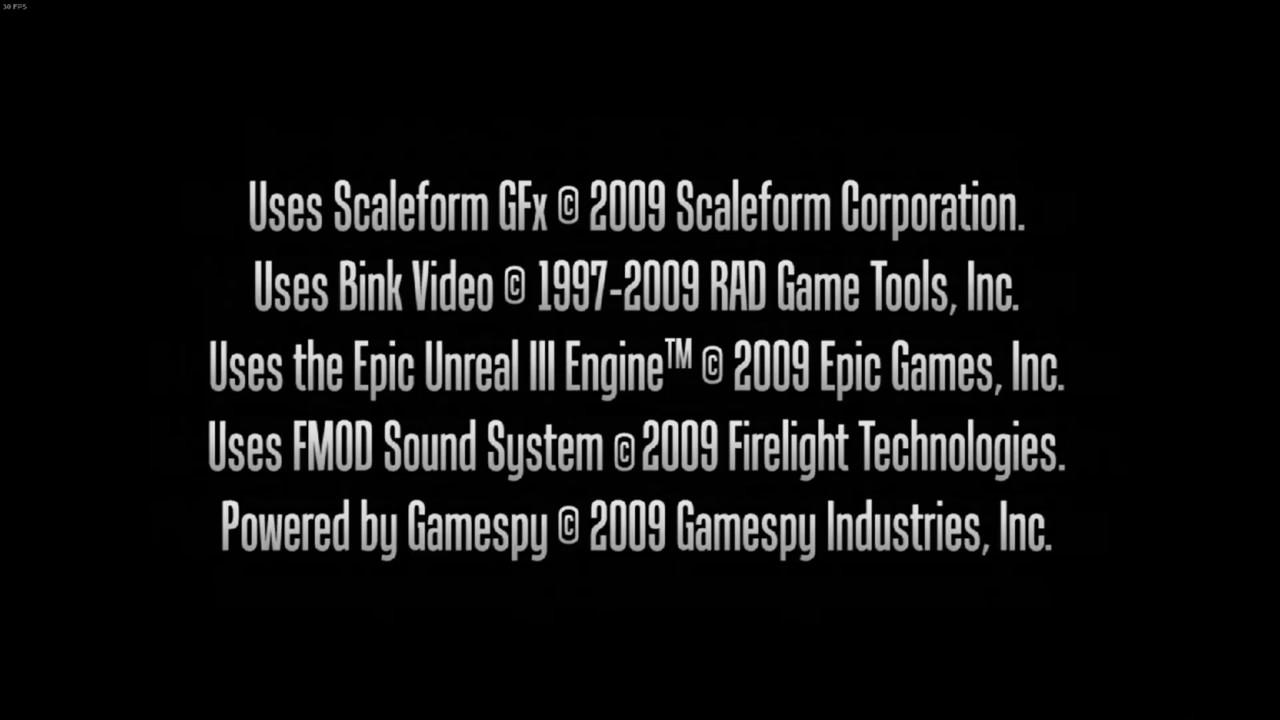 30 FPS
Uses Scaleform GFx © 2009 Scaleform Corporation.
Uses Bink Video © 1997-2009 RAD Game Tools, Inc.
Uses the Epic Unreal III Engine™ © 2009 Epic Games, Inc.
Uses FMOD Sound System © 2009 Firelight Technologies.
Powered by Gamespy © 2009 Gamespy Industries, Inc.